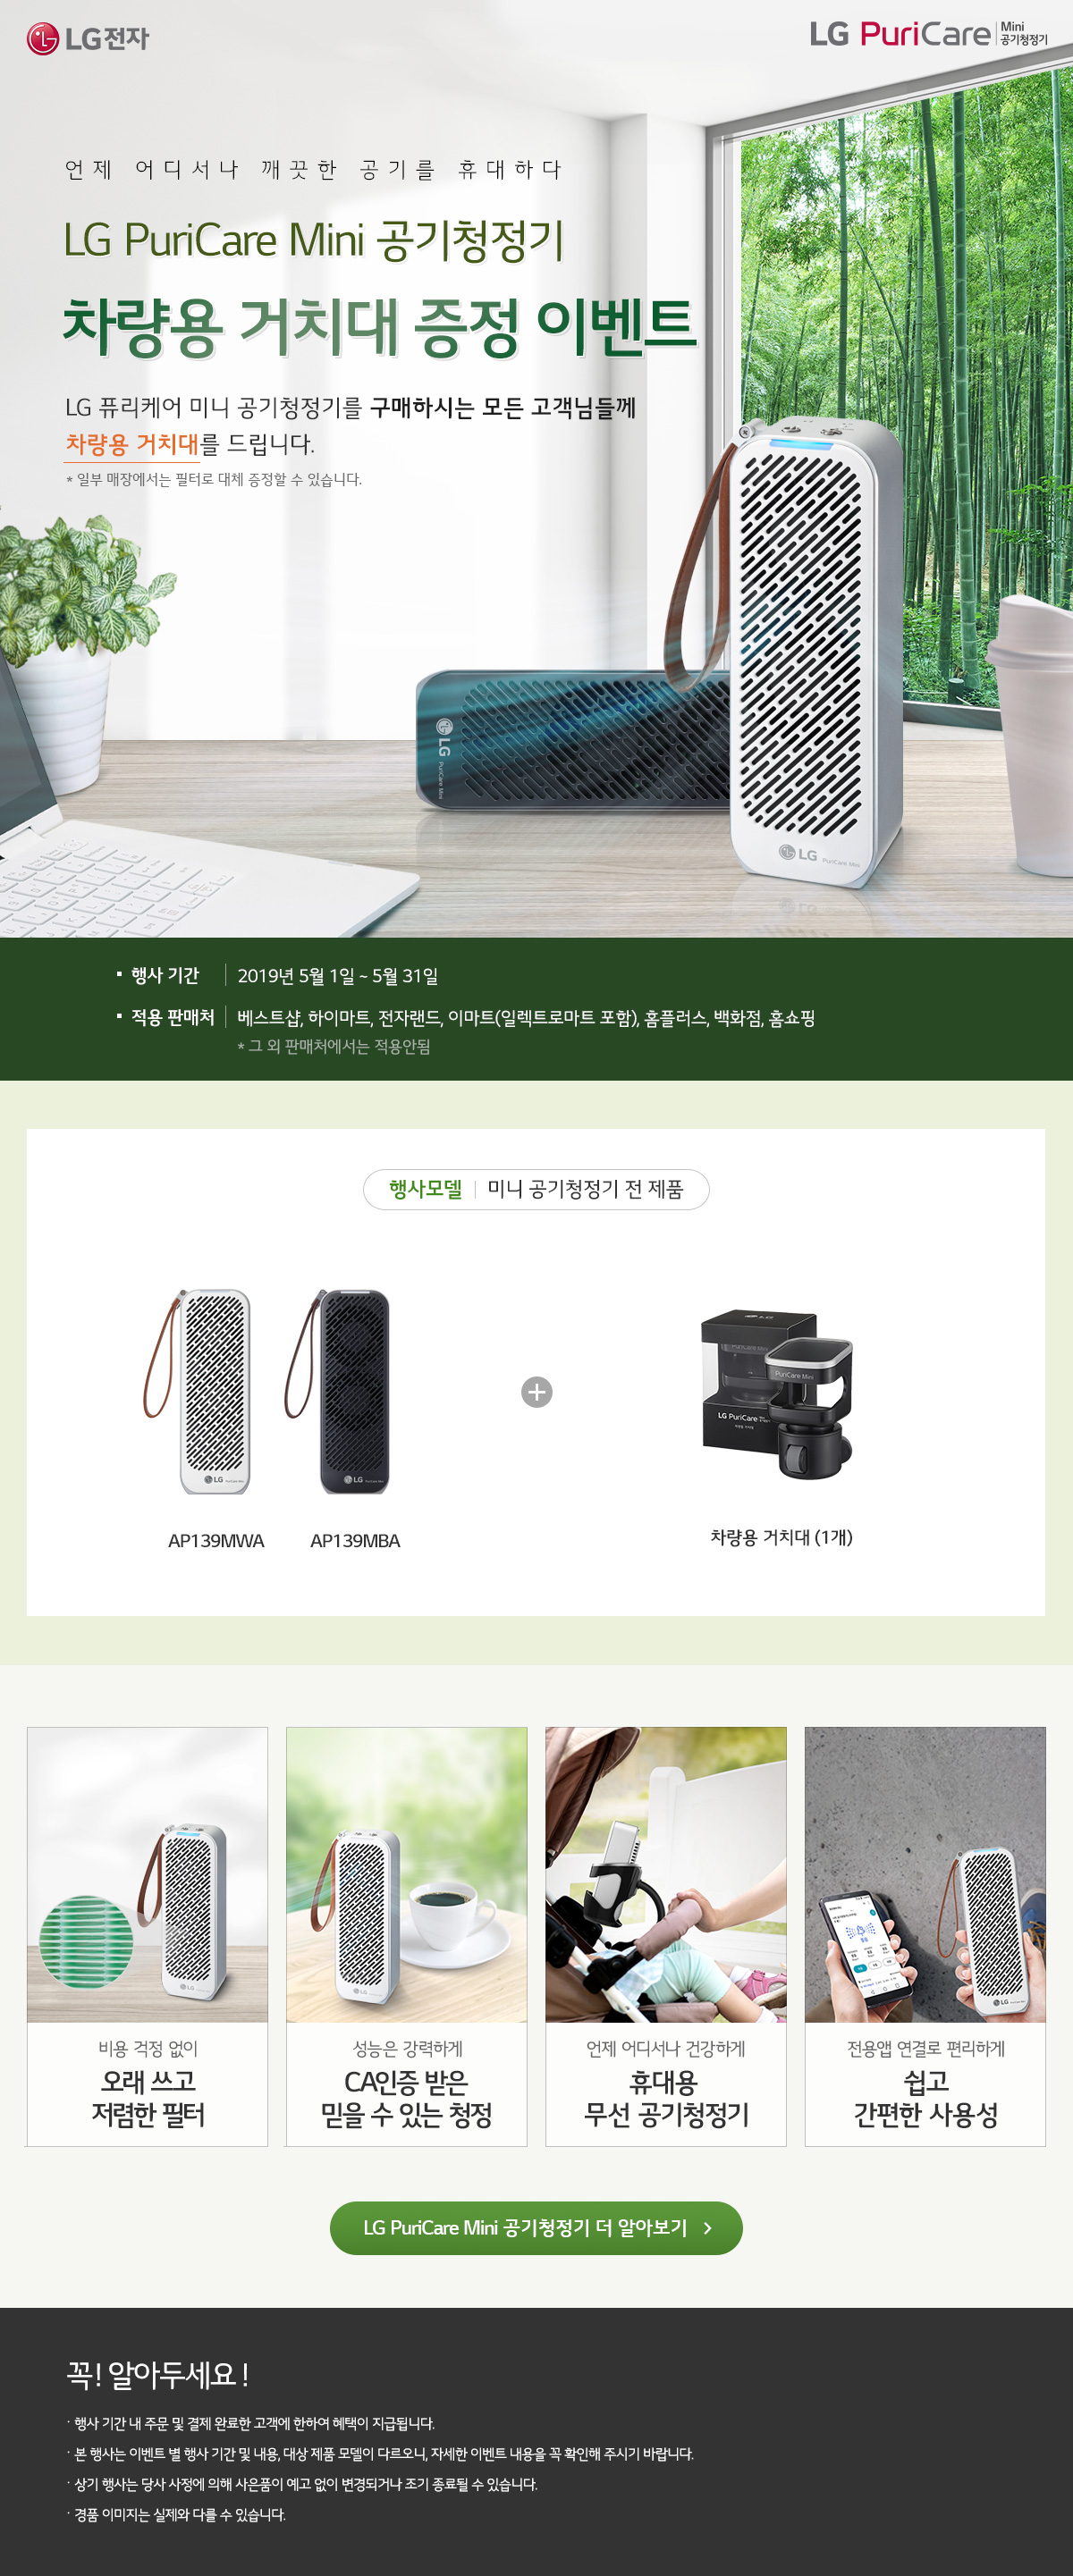 LG전자
LG PuriCare Mini 공기청정기
언제 어디서나 깨끗한 공기를 휴대하다
LG PuriCare Mini 공기청정기
차량용 거치대 증정 이벤트
LG 퓨리케어 미니 공기청정기를 구매하시는 모든 고객님들께
차량용 거치대를 드립니다.
* 일부 매장에서는 필터로 대체 증정할 수 있습니다.
LG PuriCare Mini
LG PuriCare Mini
행사 기간 2019년 5월 1일 ~ 5월 31일
적용 판매처 베스트샵, 하이마트, 전자랜드, 이마트(일렉트로마트 포함), 홈플러스, 백화점, 홈쇼핑
* 그 외 판매처에서는 적용안됨
행사모델 미니 공기청정기 전 제품
LG
PuriCare Mini
LG PuriCare
LG
LG
AP139MWA
AP139MBA
차량용 거치대 (1개)
LG
LG
LG
비용 걱정 없이
오래 쓰고
저렴한 필터
성능은 강력하게
CA인증 받은
믿을 수 있는 청정
언제 어디서나 건강하게
휴대용
무선 공기청정기
전용앱 연결로 편리하게
쉽고
간편한 사용성
LG PuriCare Mini 공기청정기 더 알아보기 >
꼭! 알아두세요 !
· 행사 기간 내 주문 및 결제 완료한 고객에 한하여 혜택이 지급됩니다.
· 본 행사는 이벤트 별 행사 기간 및 내용, 대상 제품 모델이 다르오니, 자세한 이벤트 내용을 꼭 확인해 주시기 바랍니다.
· 상기 행사는 당사 사정에 의해 사은품이 예고 없이 변경되거나 조기 종료될 수 있습니다.
· 경품 이미지는 실제와 다를 수 있습니다.